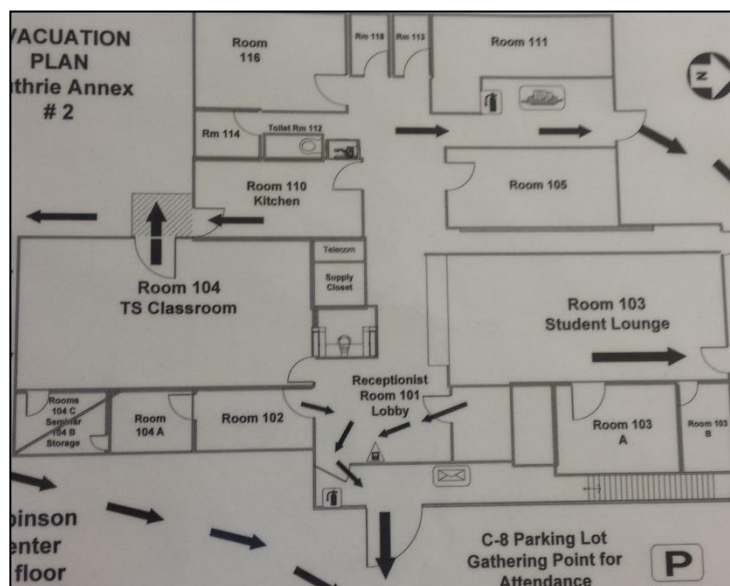 VACUATION
PLAN
uthrie Annex
# 2
Room
116
Rm 118
Rm 113
Room 111
N
Rm 114
Toilet Rm 112
Room 110
Kitchen
Room 105
Telecom
Supply
Closet
Room 104
TS Classroom
Room 103
Student Lounge
Receptionist
Room 101
Lobby
Rooms
104 C
Seminar
104 B
Storage
Room
104 A
Room 102
Room 103
A
Room 103
B
binson
enter
floor
C-8 Parking Lot
Gathering Point for
Attendance
P